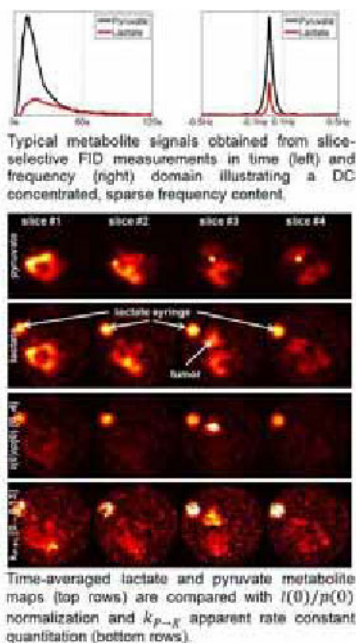 Pyruvate
Lactate
Pyruvate
Lactate
0s 60s 120s
-0.5Hz -0.1Hz 0.1Hz 0.5Hz
Typical metabolite signals obtained from slice-
selective FID measurements in time (left) and
frequency (right) domain illustrating a DC
concentrated, sparse frequency content.
slice #1 slice #2 slice #3 slice #4
pyruvate
lactate syringe
lactate
tumor
Time-averaged lactate and pyruvate metabolite
maps (top rows) are compared with l(0)/p(0)
normalization and k_{P→K} apparent rate constant
quantitation (bottom rows).